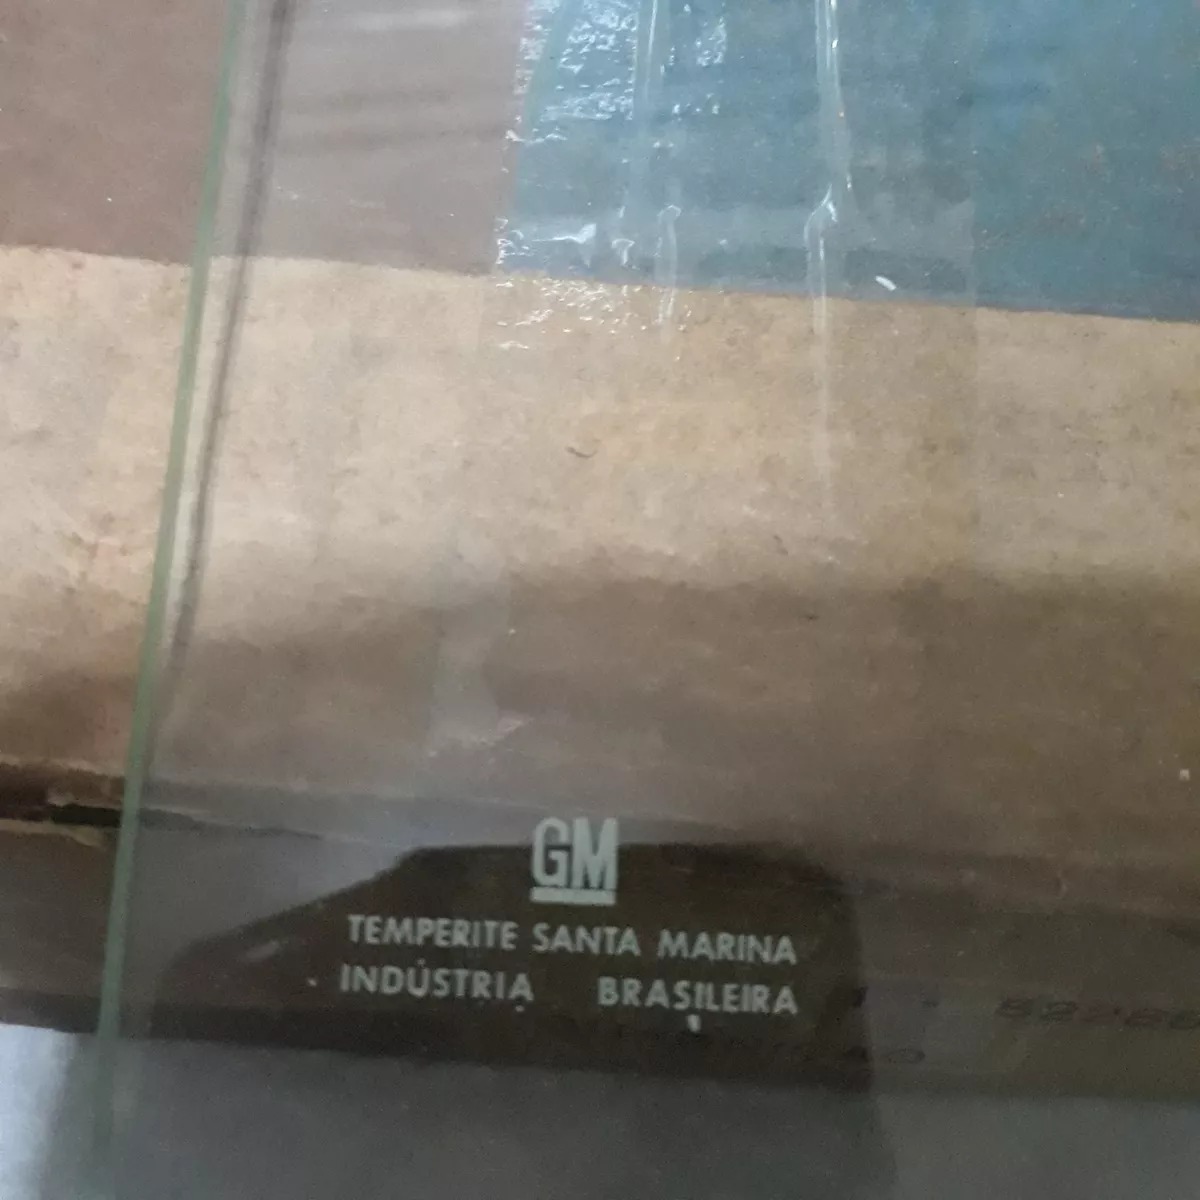 GM
TEMPERITE SANTA MARINA
INDÚSTRIA BRASILEIRA